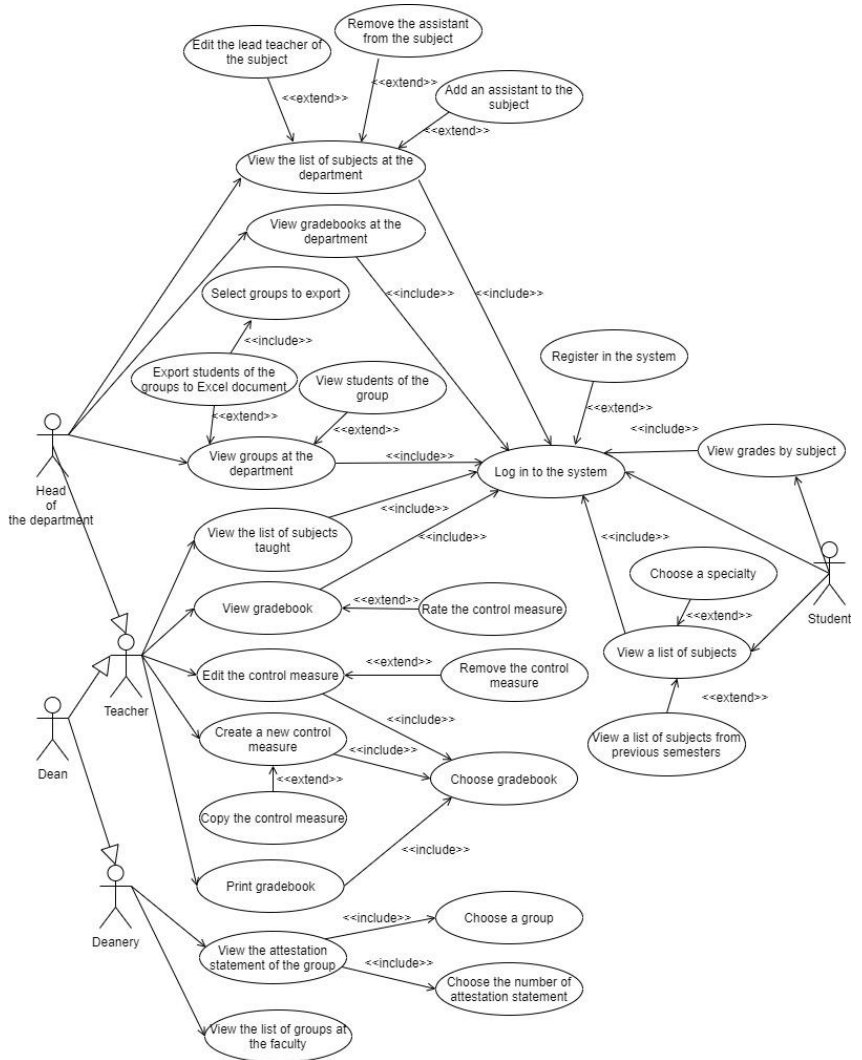 Remove the assistant
from the subject
Edit the lead teacher of
the subject
<<extend>>
<<extend>>
Add an assistant to the
subject
<<extend>>
View the list of subjects at the
department
View gradebooks at the
department
Select groups to export
<<include>>
<<include>>
<<include>>
Register in the system
Export students of the
groups to Excel document
View students of the
group
<<extend>>
<<extend>>
<<extend>>
<<include>>
View grades by subject
View groups at the
department
<<include>>
Log in to the system
Head
of
the department
<<include>>
View the list of subjects
taught
<<include>>
<<include>>
Choose a specialty
View gradebook
<<extend>>
Rate the control measure
<<extend>>
Student
View a list of subjects
Edit the control measure
<<extend>>
Remove the control
measure
<<extend>>
Teacher
<<include>>
Create a new control
measure
<<include>>
View a list of subjects from
previous semesters
Dean
<<extend>>
Choose gradebook
Copy the control measure
<<include>>
Print gradebook
Deanery
<<include>>
Choose a group
View the attestation
statement of the group
<<include>>
Choose the number of
attestation statement
View the list of groups at
the faculty